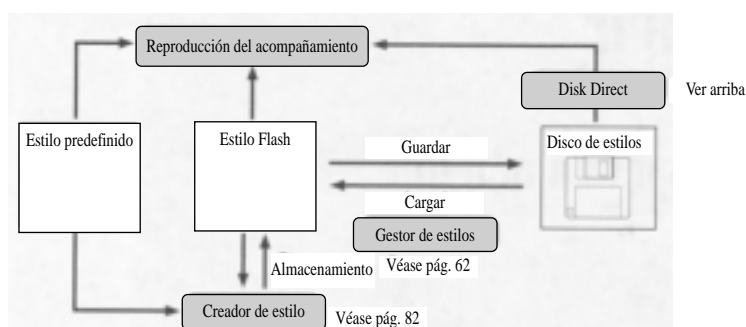 Reproducción del acompañamiento
Disk Direct
Ver arriba
Estilo predefinido
Estilo Flash
Guardar
Disco de estilos
Cargar
Gestor de estilos
Almacenamiento
Véase pág. 62
Creador de estilo
Véase pág. 82